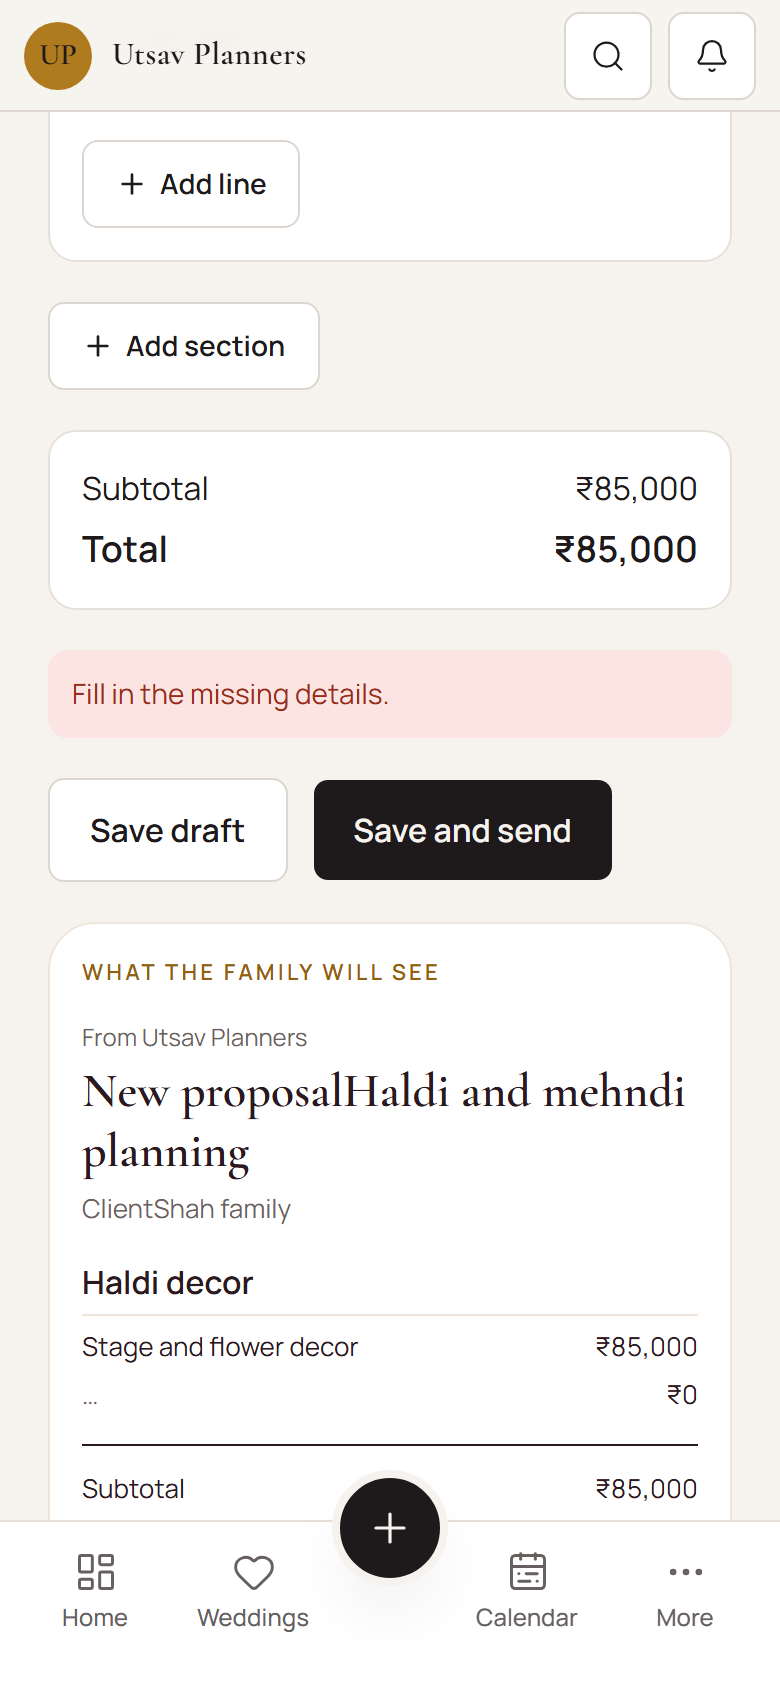 UP Utsav Planners
+ Add line
+ Add section
Subtotal ₹85,000
Total ₹85,000
Fill in the missing details.
Save draft Save and send
WHAT THE FAMILY WILL SEE
From Utsav Planners
New proposalHaldi and mehndi
planning
ClientShah family
Haldi decor
Stage and flower decor ₹85,000
... ₹0
Subtotal ₹85,000
Home Weddings Calendar More